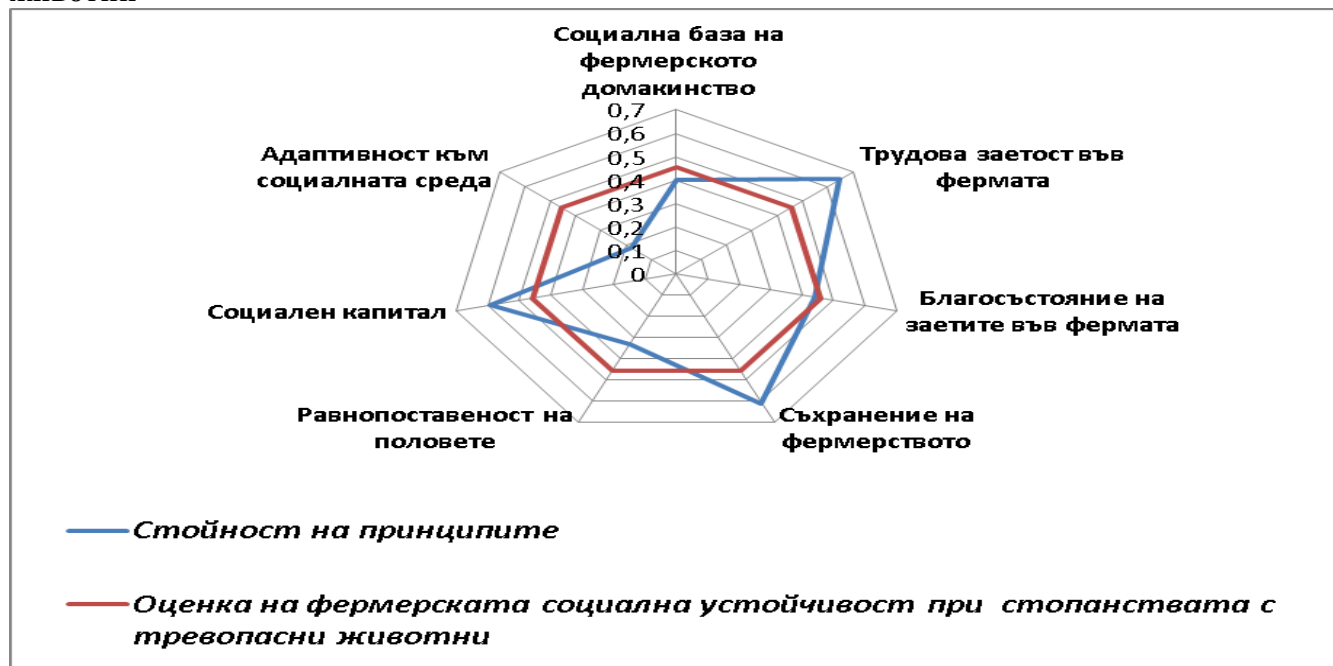 Социална база на
фермерското
домакинство
0,7
0,6
0,5
0,4
0,3
0,2
0,1
0
Трудова заетост във
фермата
Благосъстояние на
заетите във фермата
Съхранение на
фермерството
Равнопоставеност на
половете
Социален капитал
Адаптивност към
социалната среда
Стойност на принципите
Оценка на фермерската социална устойчивост при стопанствата с
тревопасни животни